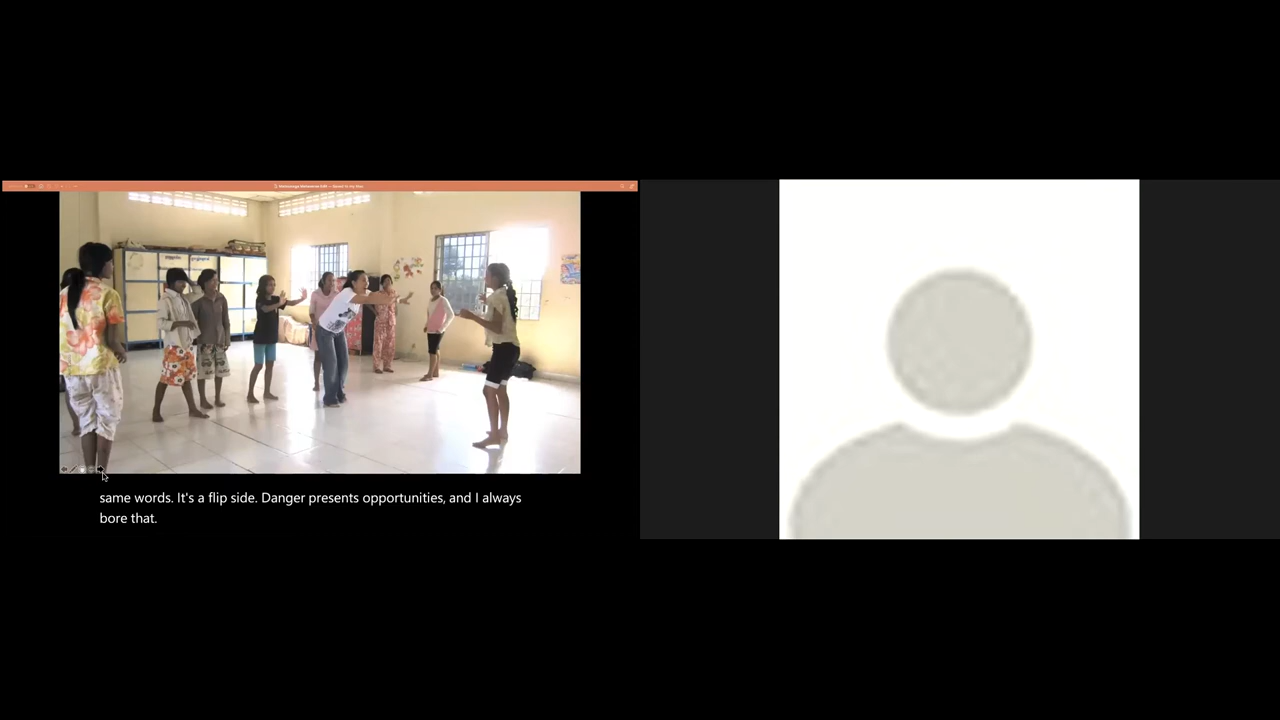 same words. It's a flip side. Danger presents opportunities, and I always
bore that.